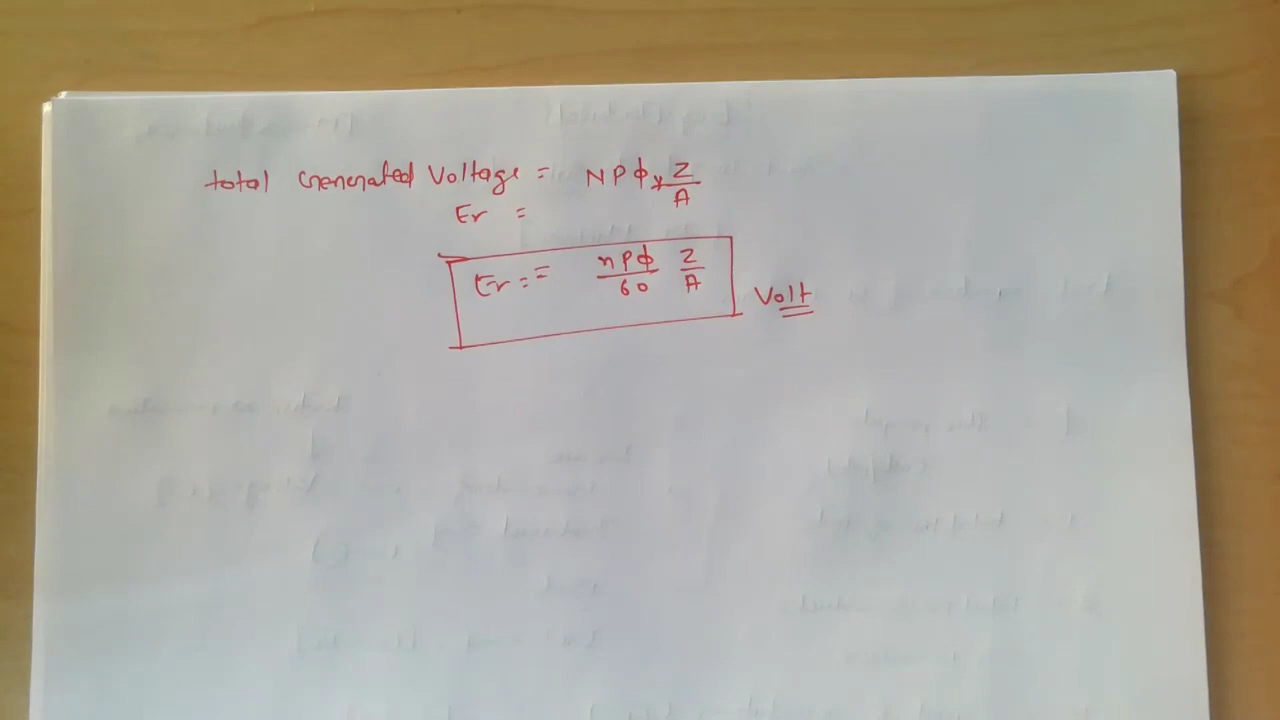 total Generated Voltage = NPΦ × Z/A
Er =
Er = = nPΦ/60 Z/A Volt